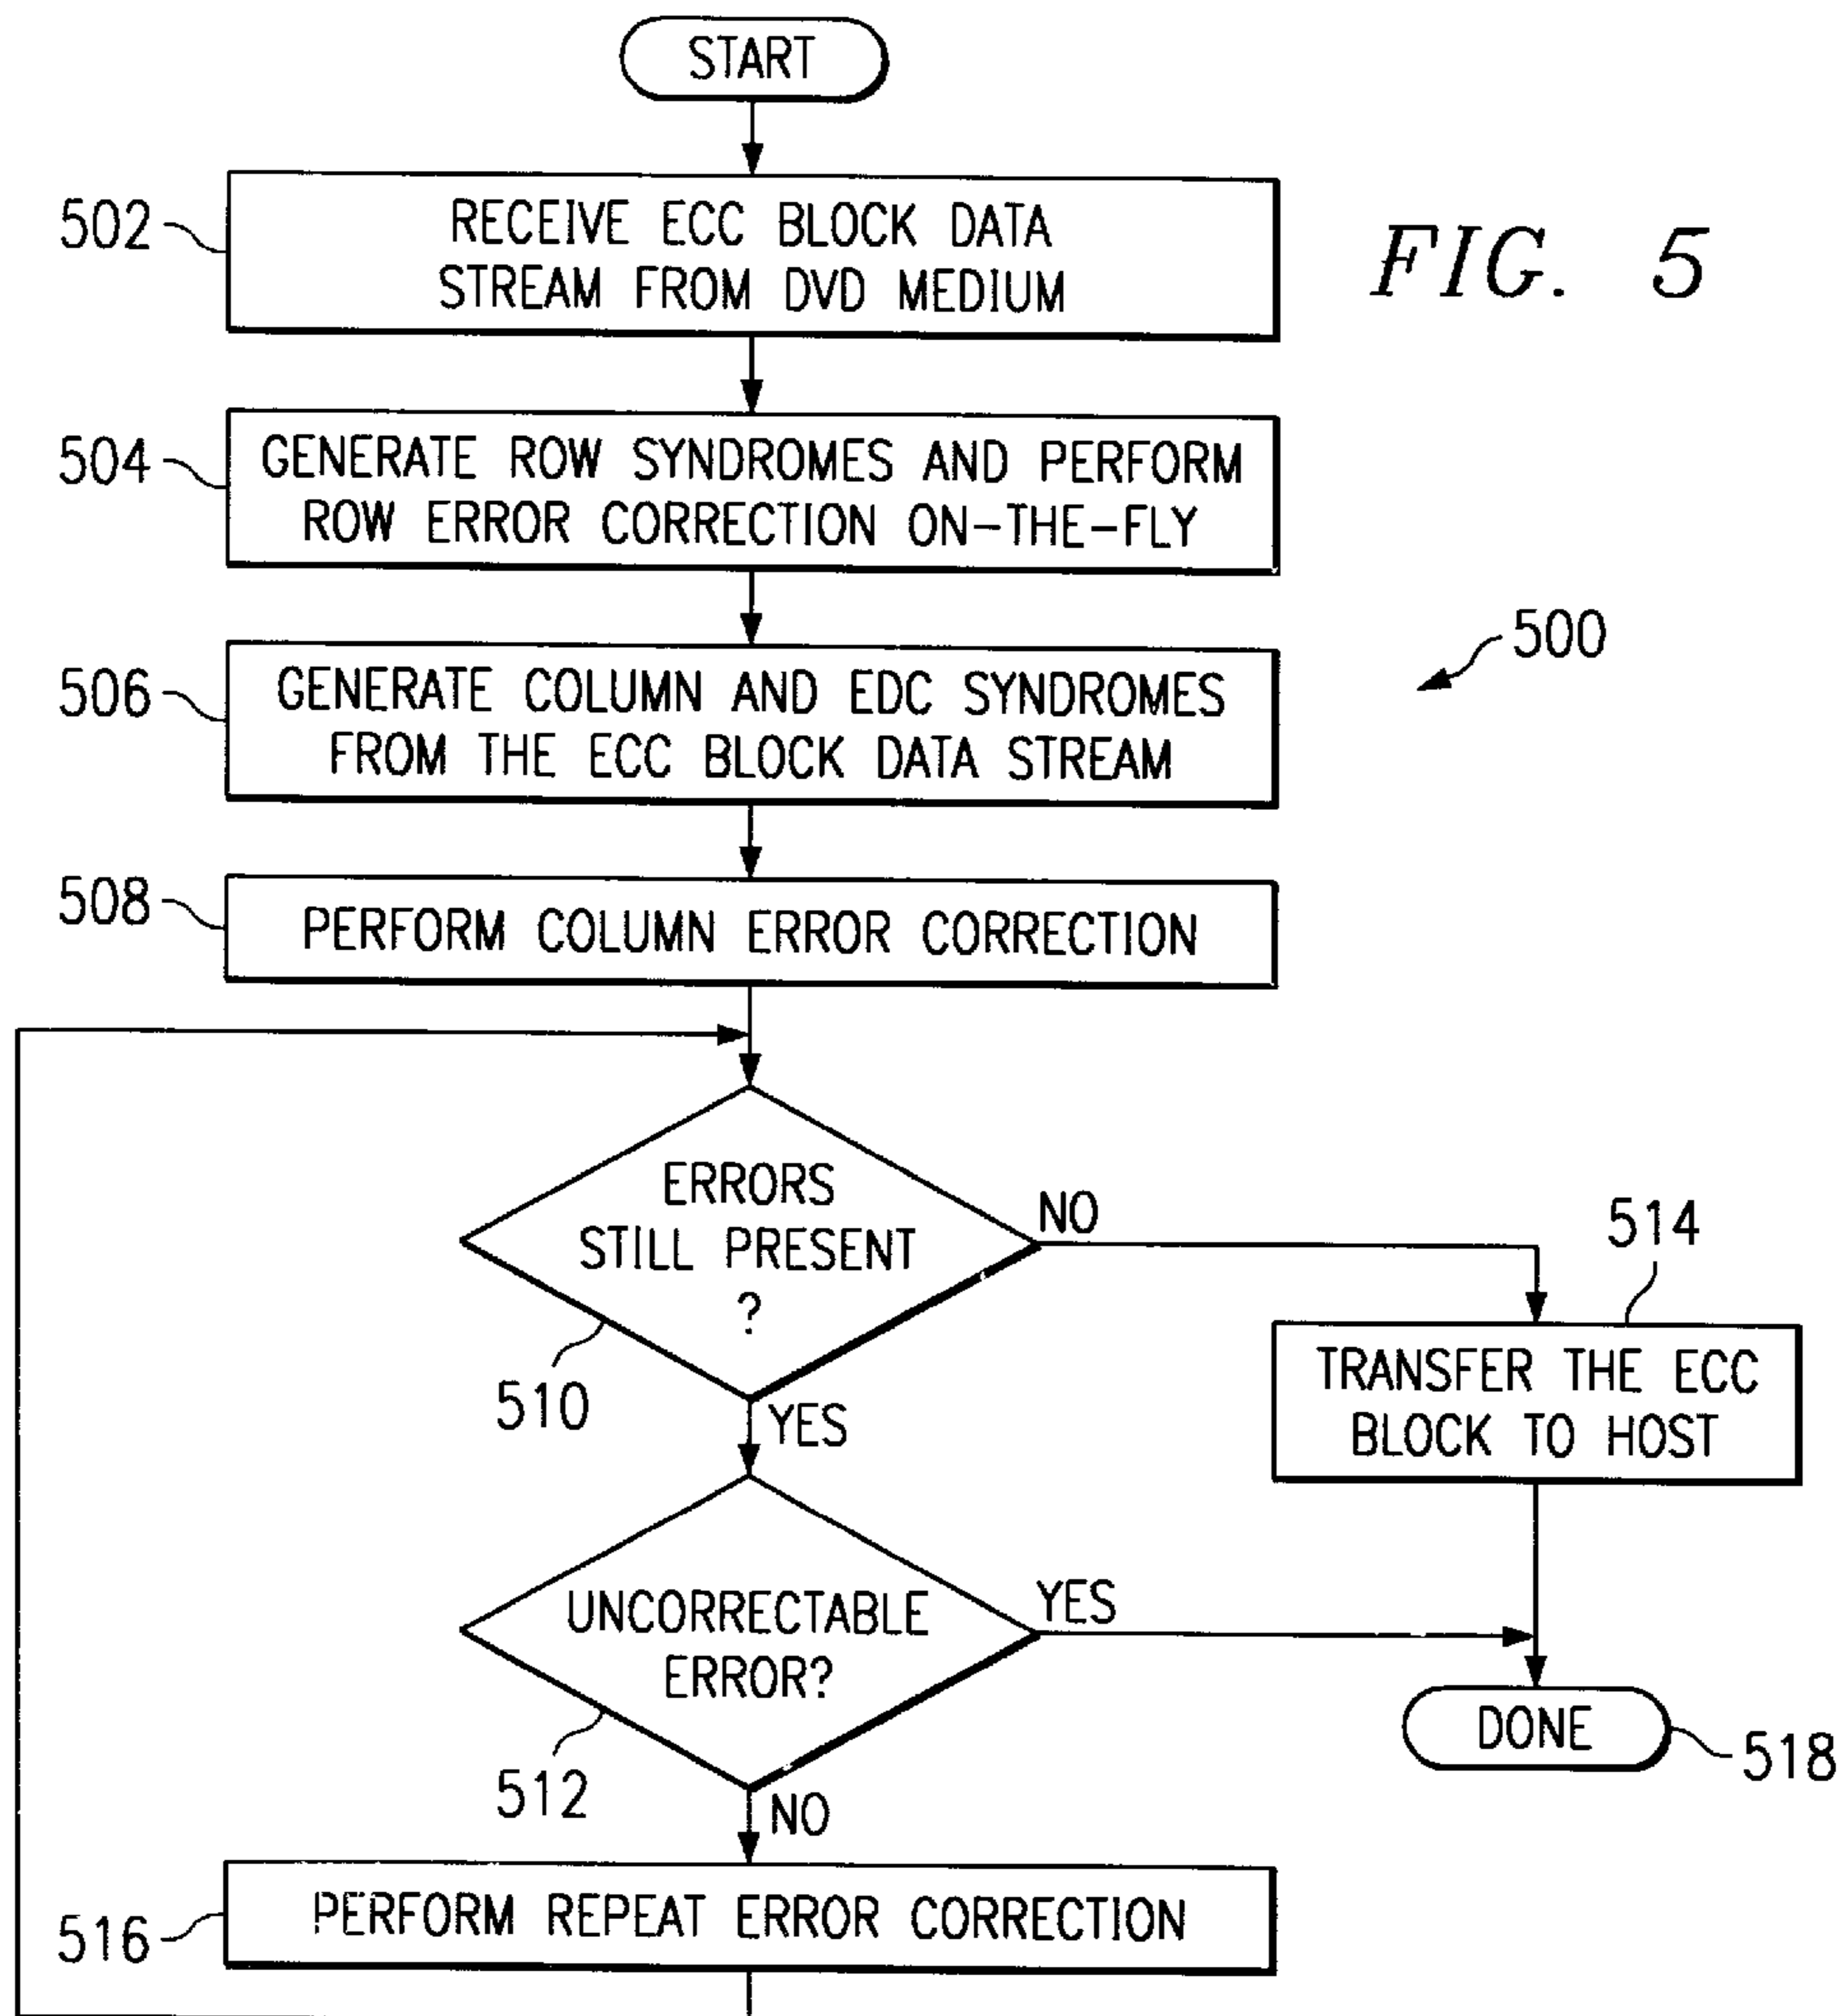 START
502
RECEIVE ECC BLOCK DATA
STREAM FROM DVD MEDIUM
FIG. 5
504
GENERATE ROW SYNDROMES AND PERFORM
ROW ERROR CORRECTION ON-THE-FLY
500
506
GENERATE COLUMN AND EDC SYNDROMES
FROM THE ECC BLOCK DATA STREAM
508
PERFORM COLUMN ERROR CORRECTION
ERRORS
STILL PRESENT
?
NO
510
YES
514
TRANSFER THE ECC
BLOCK TO HOST
UNCORRECTABLE
ERROR?
YES
512
NO
DONE
518
516
PERFORM REPEAT ERROR CORRECTION